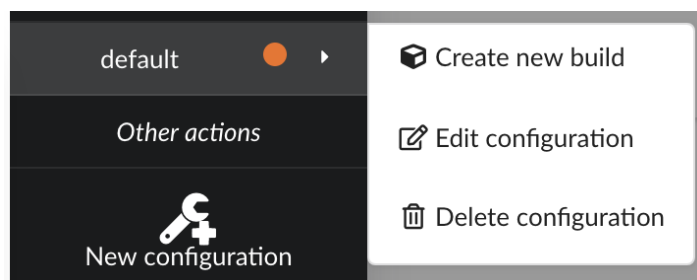 default
Other actions
New configuration
Create new build
Edit configuration
Delete configuration